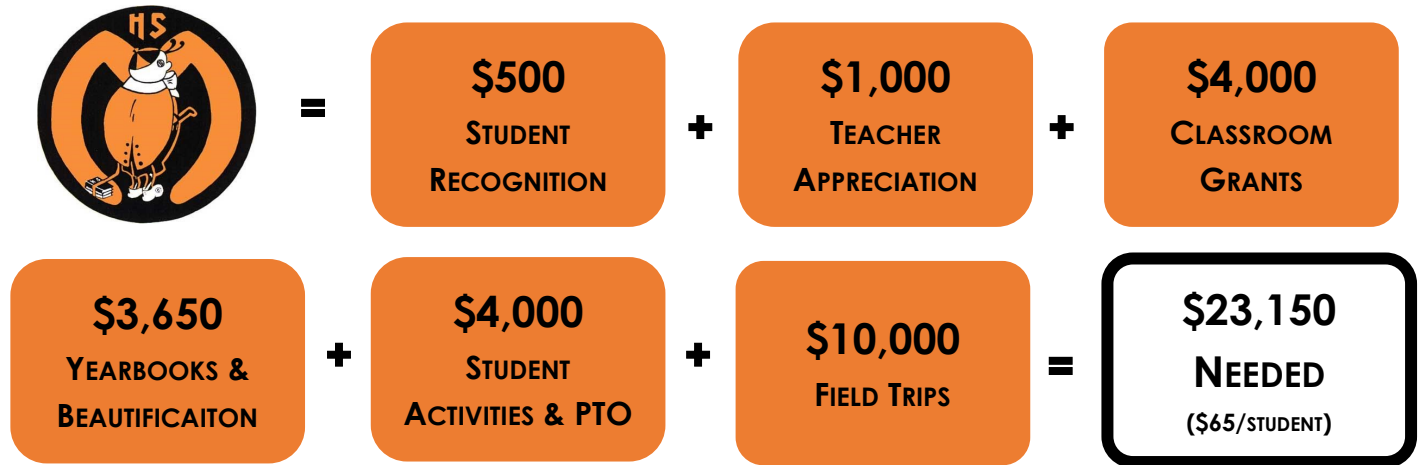 HS
=
$500
STUDENT
RECOGNITION
+
$1,000
TEACHER
APPRECIATION
+
$4,000
CLASSROOM
GRANTS
$3,650
YEARBOOKS &
BEAUTIFICAITON
+
$4,000
STUDENT
ACTIVITIES & PTO
+
$10,000
FIELD TRIPS
=
$23,150
NEEDED
($65/STUDENT)